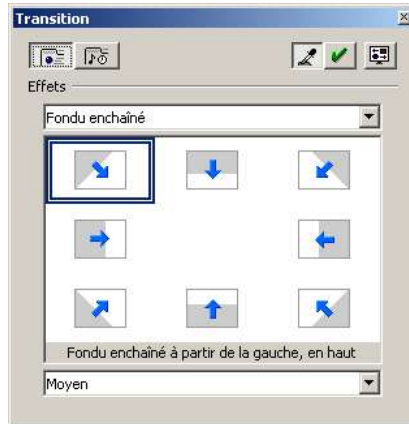 Transition
Effets
Fondu enchaîné
Fondu enchaîné à partir de la gauche, en haut
Moyen